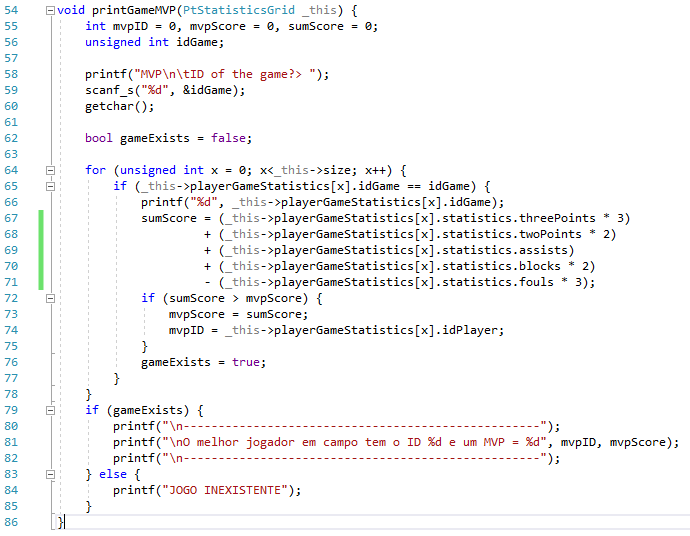 54 void printGameMVP(PtStatisticsGrid _this) {
55     int mvpID = 0, mvpScore = 0, sumScore = 0;
56     unsigned int idGame;
57
58     printf("MVP\n\tID of the game?> ");
59     scanf_s("%d", &idGame);
60     getchar();
61
62     bool gameExists = false;
63
64     for (unsigned int x = 0; x<_this->size; x++) {
65         if (_this->playerGameStatistics[x].idGame == idGame) {
66             printf("%d", _this->playerGameStatistics[x].idGame);
67             sumScore = (_this->playerGameStatistics[x].statistics.threePoints * 3)
68                      + (_this->playerGameStatistics[x].statistics.twoPoints * 2)
69                      + (_this->playerGameStatistics[x].statistics.assists)
70                      + (_this->playerGameStatistics[x].statistics.blocks * 2)
71                      - (_this->playerGameStatistics[x].statistics.fouls * 3);
72             if (sumScore > mvpScore) {
73                 mvpScore = sumScore;
74                 mvpID = _this->playerGameStatistics[x].idPlayer;
75             }
76             gameExists = true;
77         }
78     }
79     if (gameExists) {
80         printf("\n---------------------------------------------------");
81         printf("\nO melhor jogador em campo tem o ID %d e um MVP = %d", mvpID, mvpScore);
82         printf("\n---------------------------------------------------");
83     } else {
84         printf("JOGO INEXISTENTE");
85     }
86 }